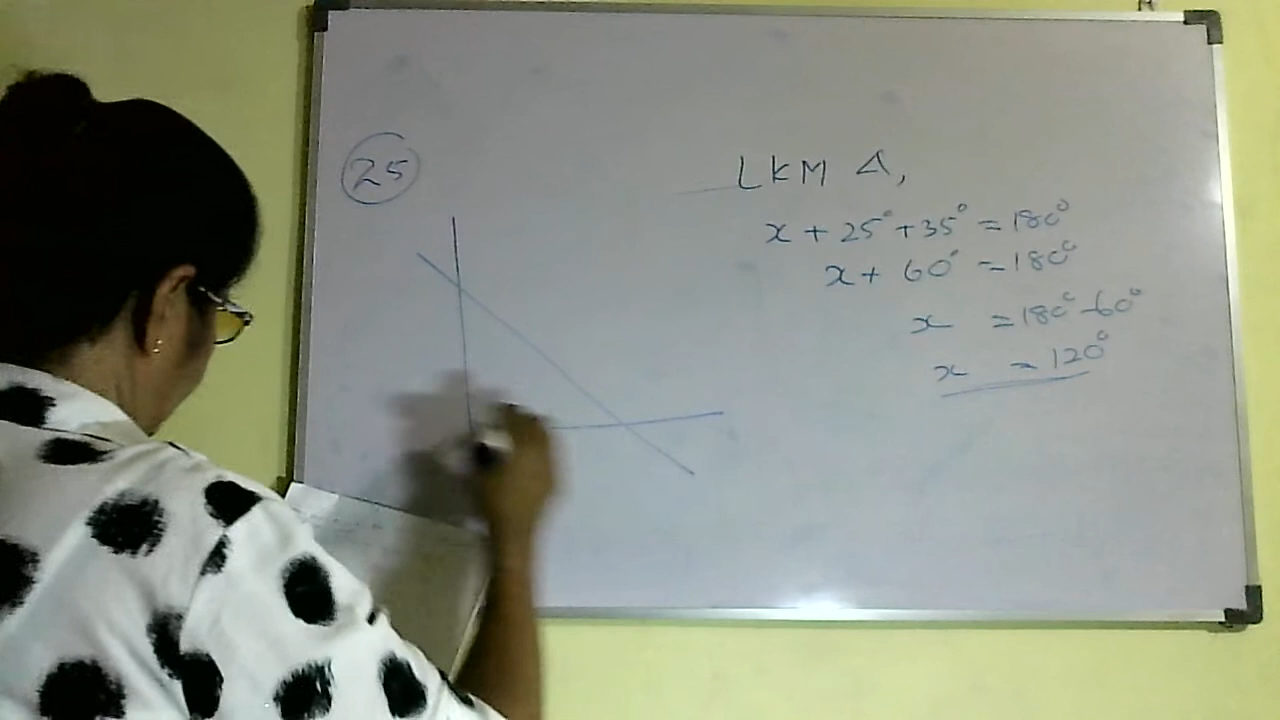 25
LKM Δ,
x + 25° + 35° = 180°
x + 60° = 180°
x = 180° - 60°
x = 120°